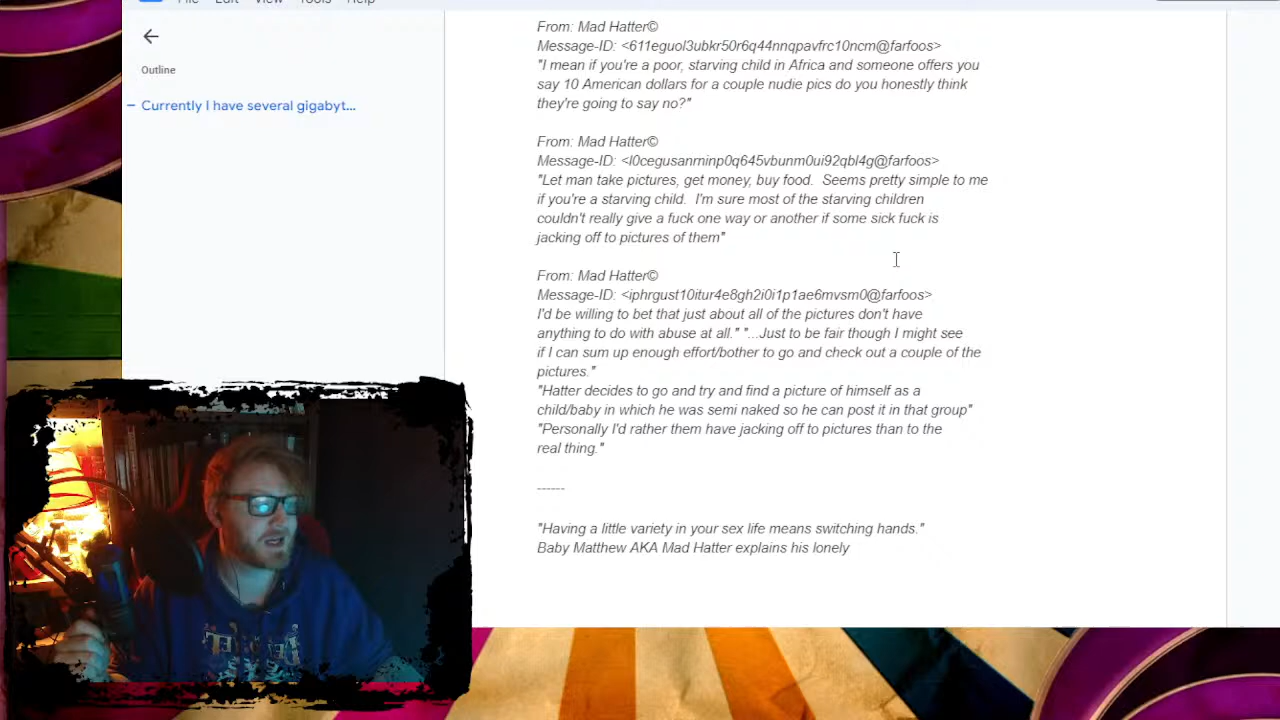 File Edit View Tools Help
Outline
Currently I have several gigabyt...
From: Mad Hatter©
Message-ID: <611eguol3ubkr50r6q44nnqpavfrc10ncm@farfoos>
"I mean if you're a poor, starving child in Africa and someone offers you
say 10 American dollars for a couple nudie pics do you honestly think
they're going to say no?"
From: Mad Hatter©
Message-ID: <l0cegusanrninp0q645vbunm0ui92qbl4g@farfoos>
"Let man take pictures, get money, buy food.  Seems pretty simple to me
if you're a starving child.  I'm sure most of the starving children
couldn't really give a fuck one way or another if some sick fuck is
jacking off to pictures of them"
From: Mad Hatter©
Message-ID: <iphrgust10itur4e8gh2i0i1p1ae6mvsm0@farfoos>
I'd be willing to bet that just about all of the pictures don't have
anything to do with abuse at all." "...Just to be fair though I might see
if I can sum up enough effort/bother to go and check out a couple of the
pictures."
"Hatter decides to go and try and find a picture of himself as a
child/baby in which he was semi naked so he can post it in that group"
"Personally I'd rather them have jacking off to pictures than to the
real thing."
------
"Having a little variety in your sex life means switching hands."
Baby Matthew AKA Mad Hatter explains his lonely